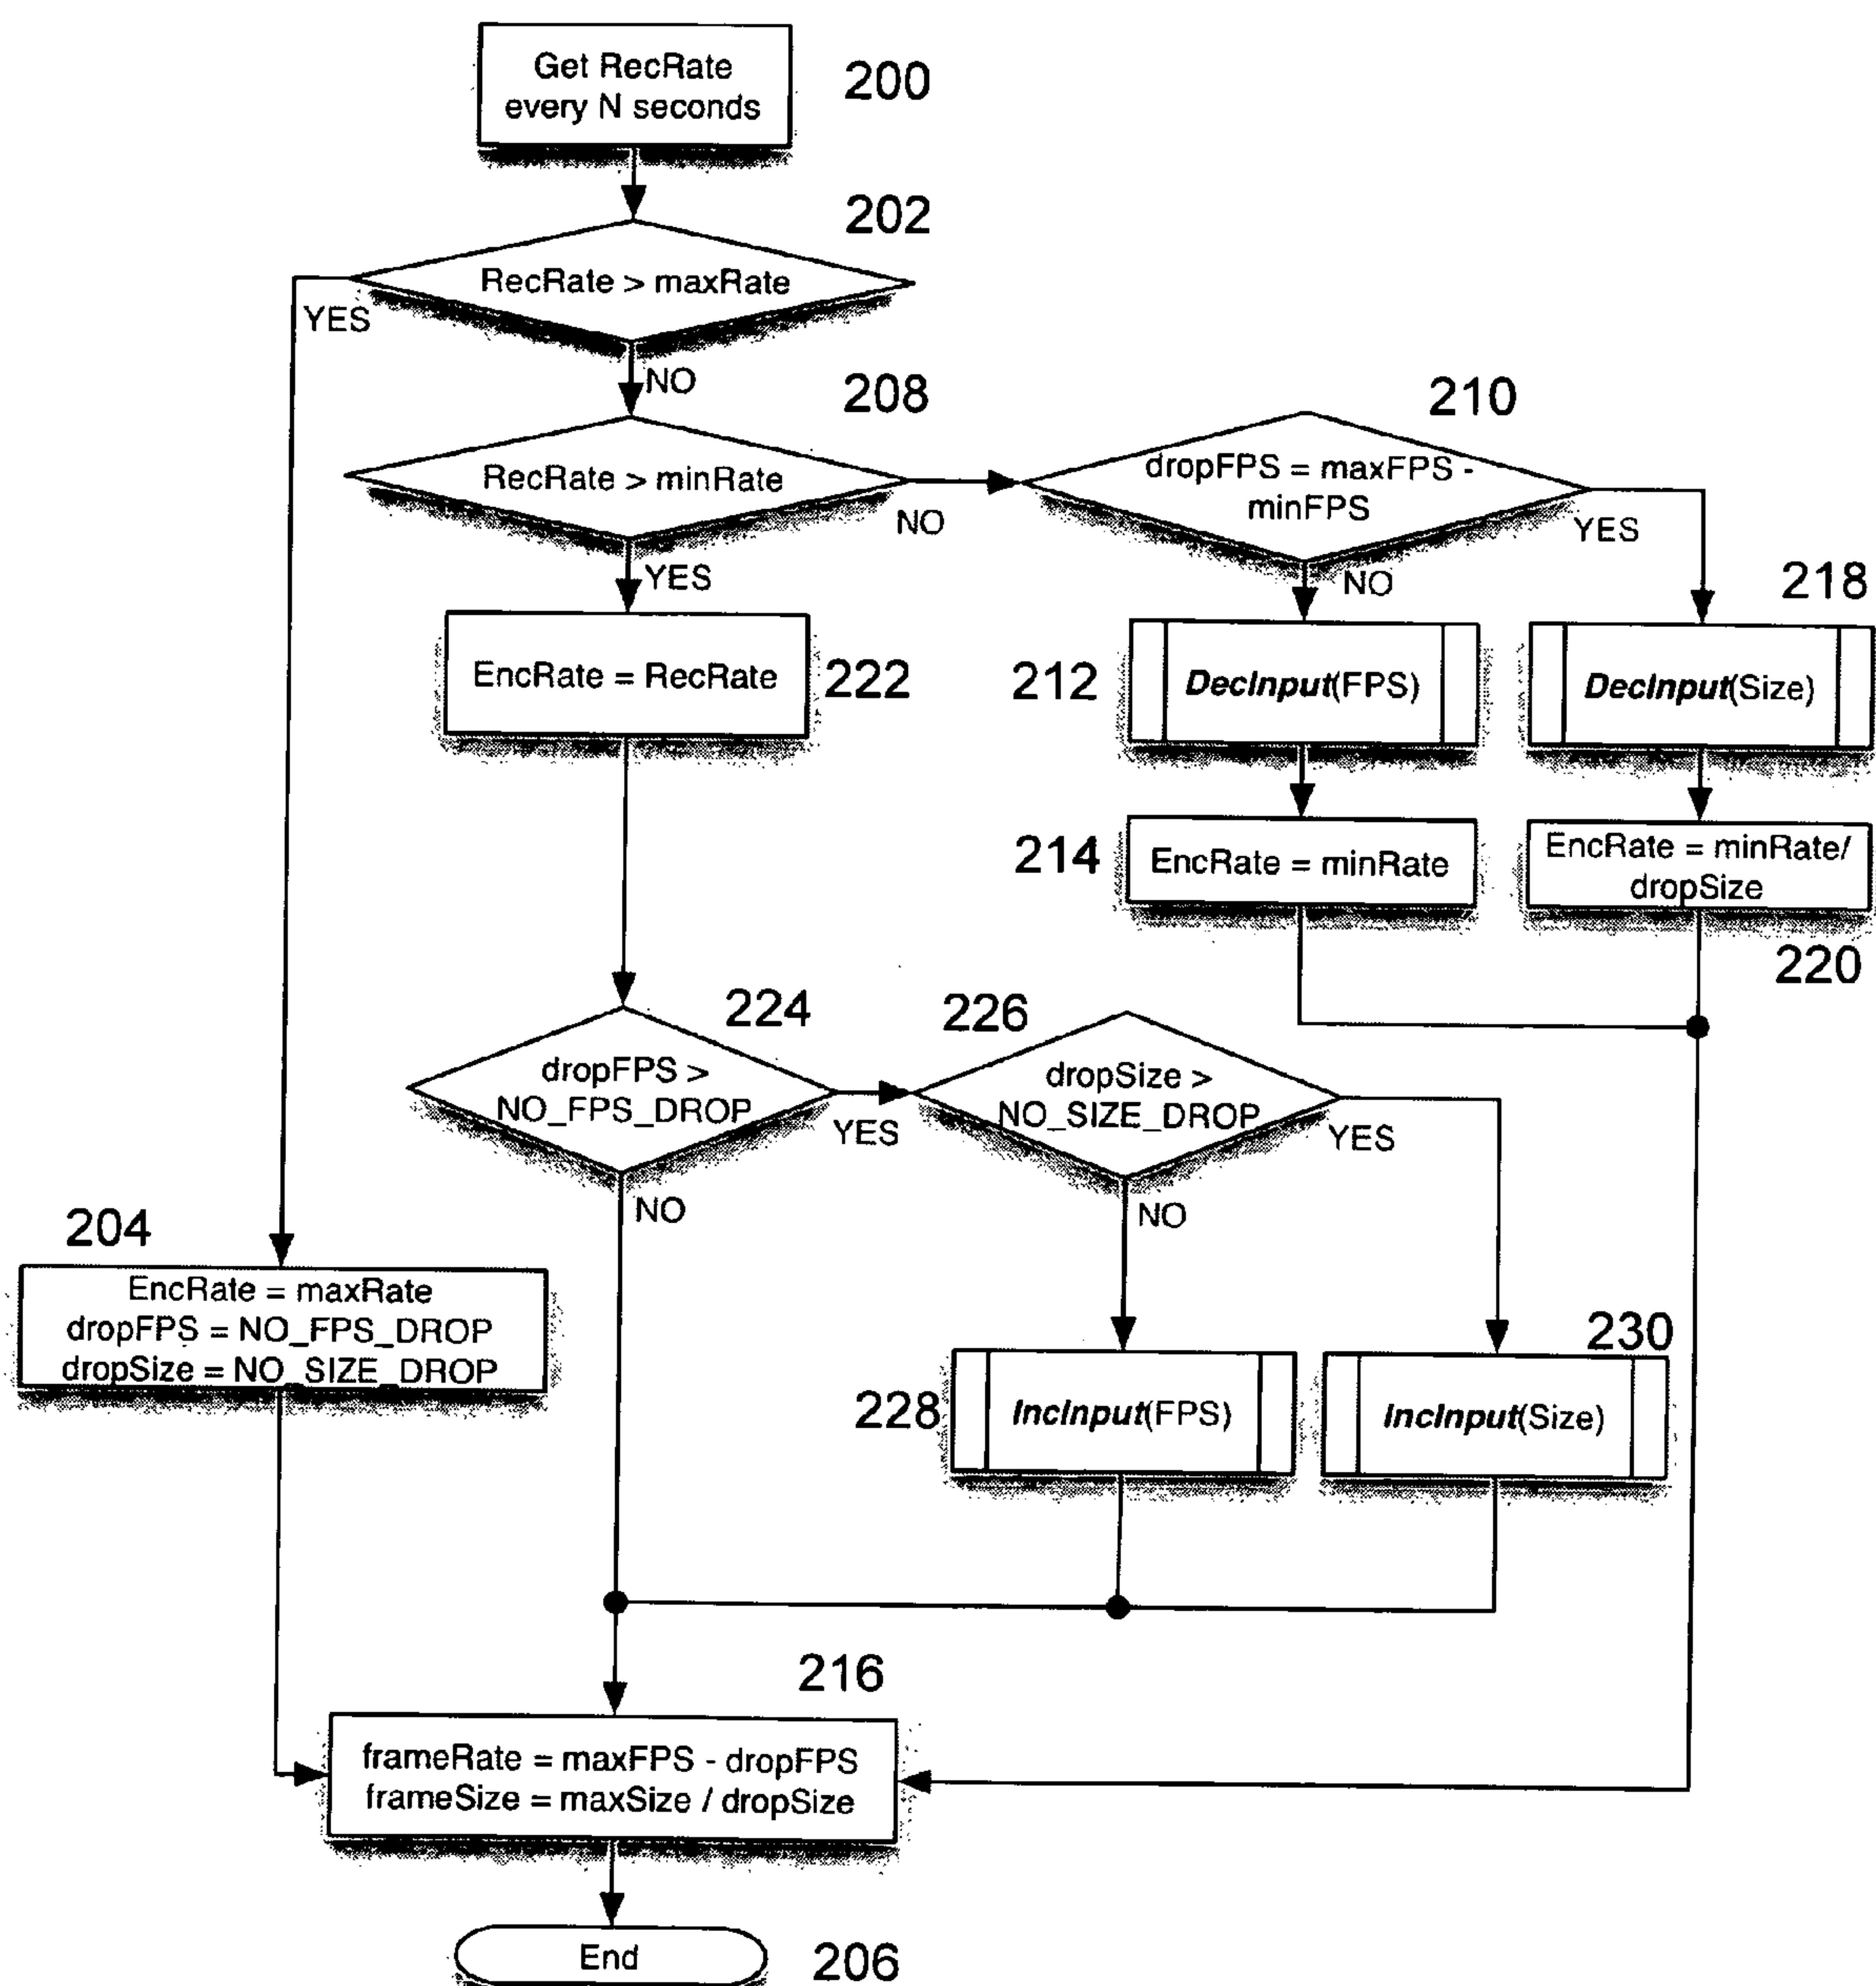 Get RecRate
every N seconds
200
202
RecRate > maxRate
YES
NO
208
210
RecRate > minRate
NO
dropFPS = maxFPS -
minFPS
YES
YES
NO
218
EncRate = RecRate
222
212
DecInput(FPS)
DecInput(Size)
214
EncRate = minRate
EncRate = minRate/
dropSize
220
224
226
dropFPS >
NO_FPS_DROP
YES
dropSize >
NO_SIZE_DROP
YES
NO
NO
204
EncRate = maxRate
dropFPS = NO_FPS_DROP
dropSize = NO_SIZE_DROP
230
228
IncInput(FPS)
IncInput(Size)
216
frameRate = maxFPS - dropFPS
frameSize = maxSize / dropSize
End
206